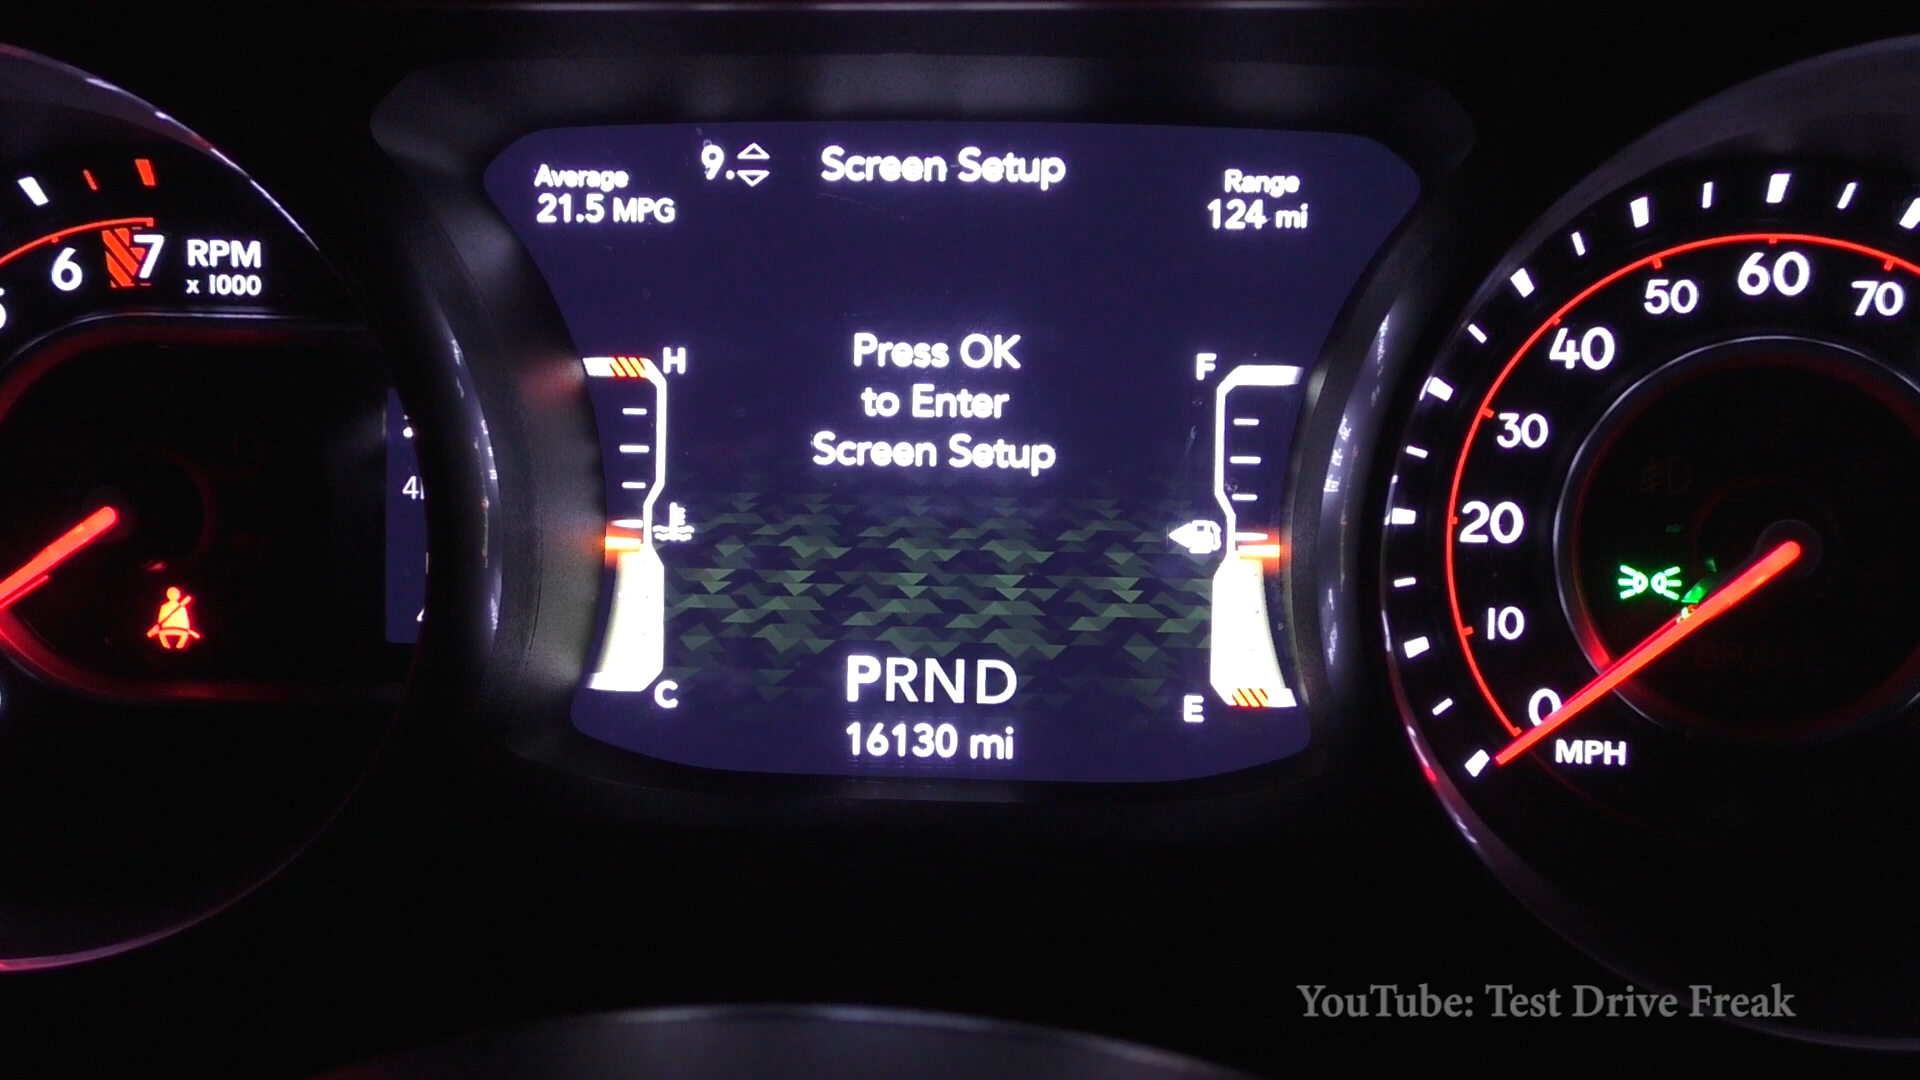 Average
21.5 MPG
9.
Screen Setup
Range
124 mi
6
7
RPM
x 1000
Press OK
to Enter
Screen Setup
H
C
F
E
PRND
16130 mi
0
10
20
30
40
50
60
70
MPH
YouTube: Test Drive Freak